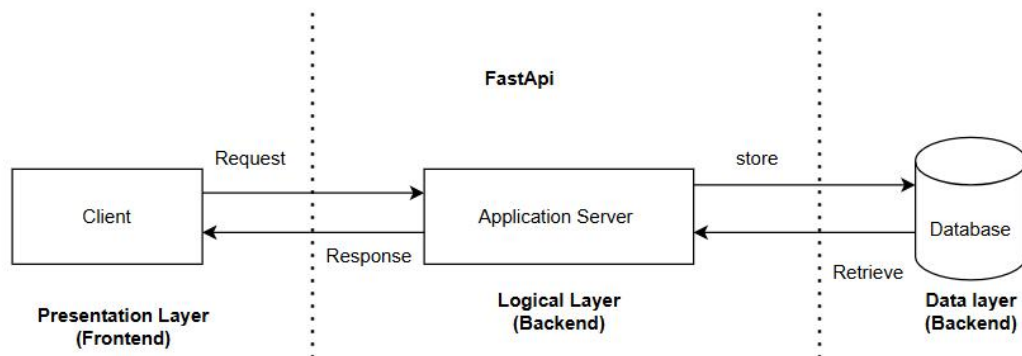 FastApi
Request
store
Client
Application Server
Database
Response
Retrieve
Presentation Layer
(Frontend)
Logical Layer
(Backend)
Data layer
(Backend)